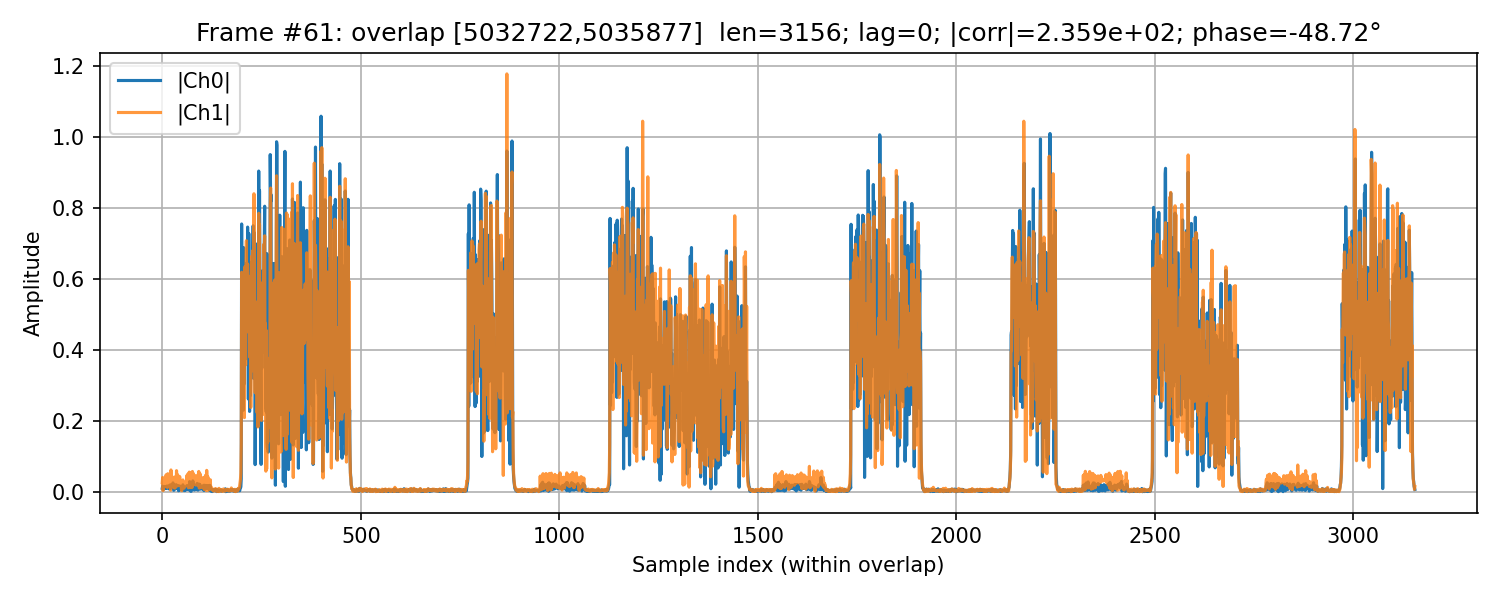 Frame #61: overlap [5032722,5035877]  len=3156; lag=0; |corr|=2.359e+02; phase=-48.72°
|Ch0|
|Ch1|
Amplitude
1.2
1.0
0.8
0.6
0.4
0.2
0.0
0 500 1000 1500 2000 2500 3000
Sample index (within overlap)